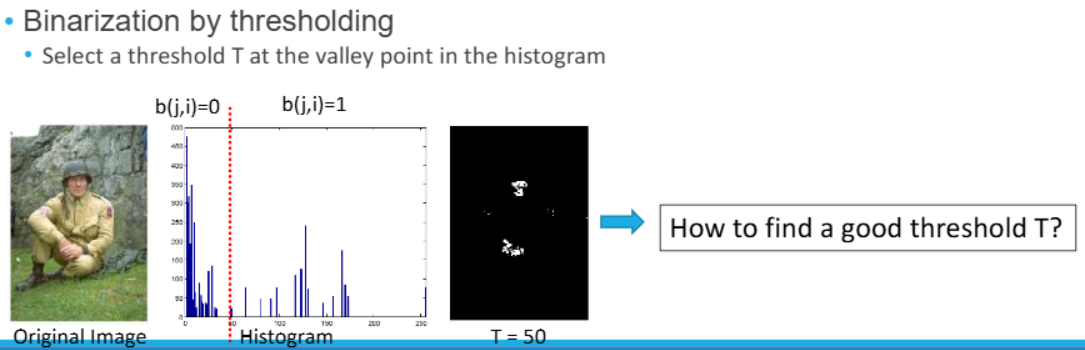 • Binarization by thresholding
• Select a threshold T at the valley point in the histogram
b(j,i)=0 b(j,i)=1
500
450
400
350
300
250
200
150
100
50
0
0 50 100 150 200 250
How to find a good threshold T?
Original Image Histogram T = 50